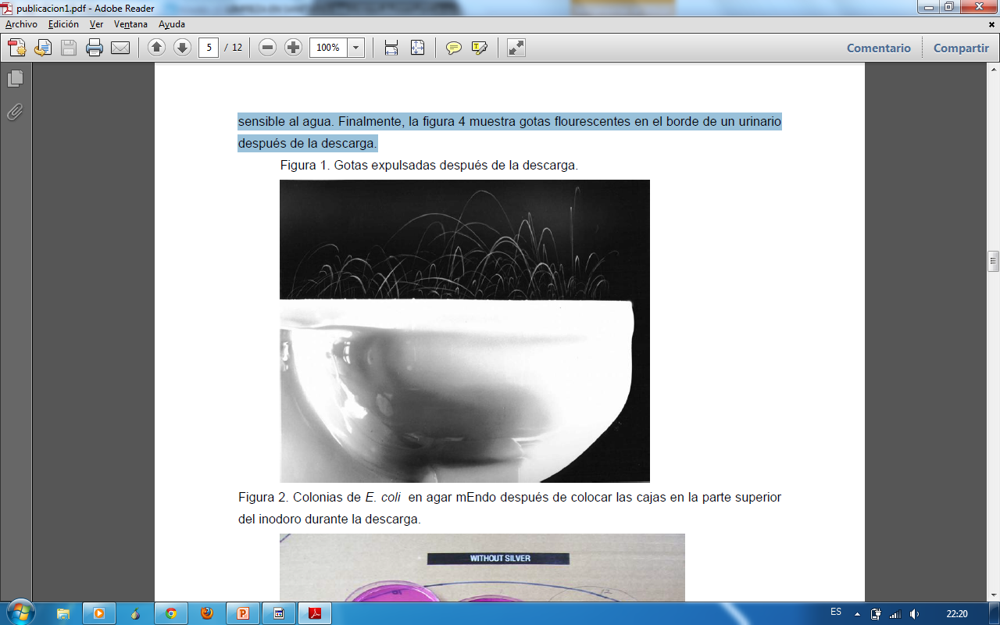 publicacion1.pdf - Adobe Reader
Archivo Edición Ver Ventana Ayuda
5 / 12 100% Comentario Compartir
sensible al agua. Finalmente, la figura 4 muestra gotas flourescentes en el borde de un urinario
después de la descarga.
Figura 1. Gotas expulsadas después de la descarga.
Figura 2. Colonias de E. coli en agar mEndo después de colocar las cajas en la parte superior
del inodoro durante la descarga.
WITHOUT SILVER
ES 22:20